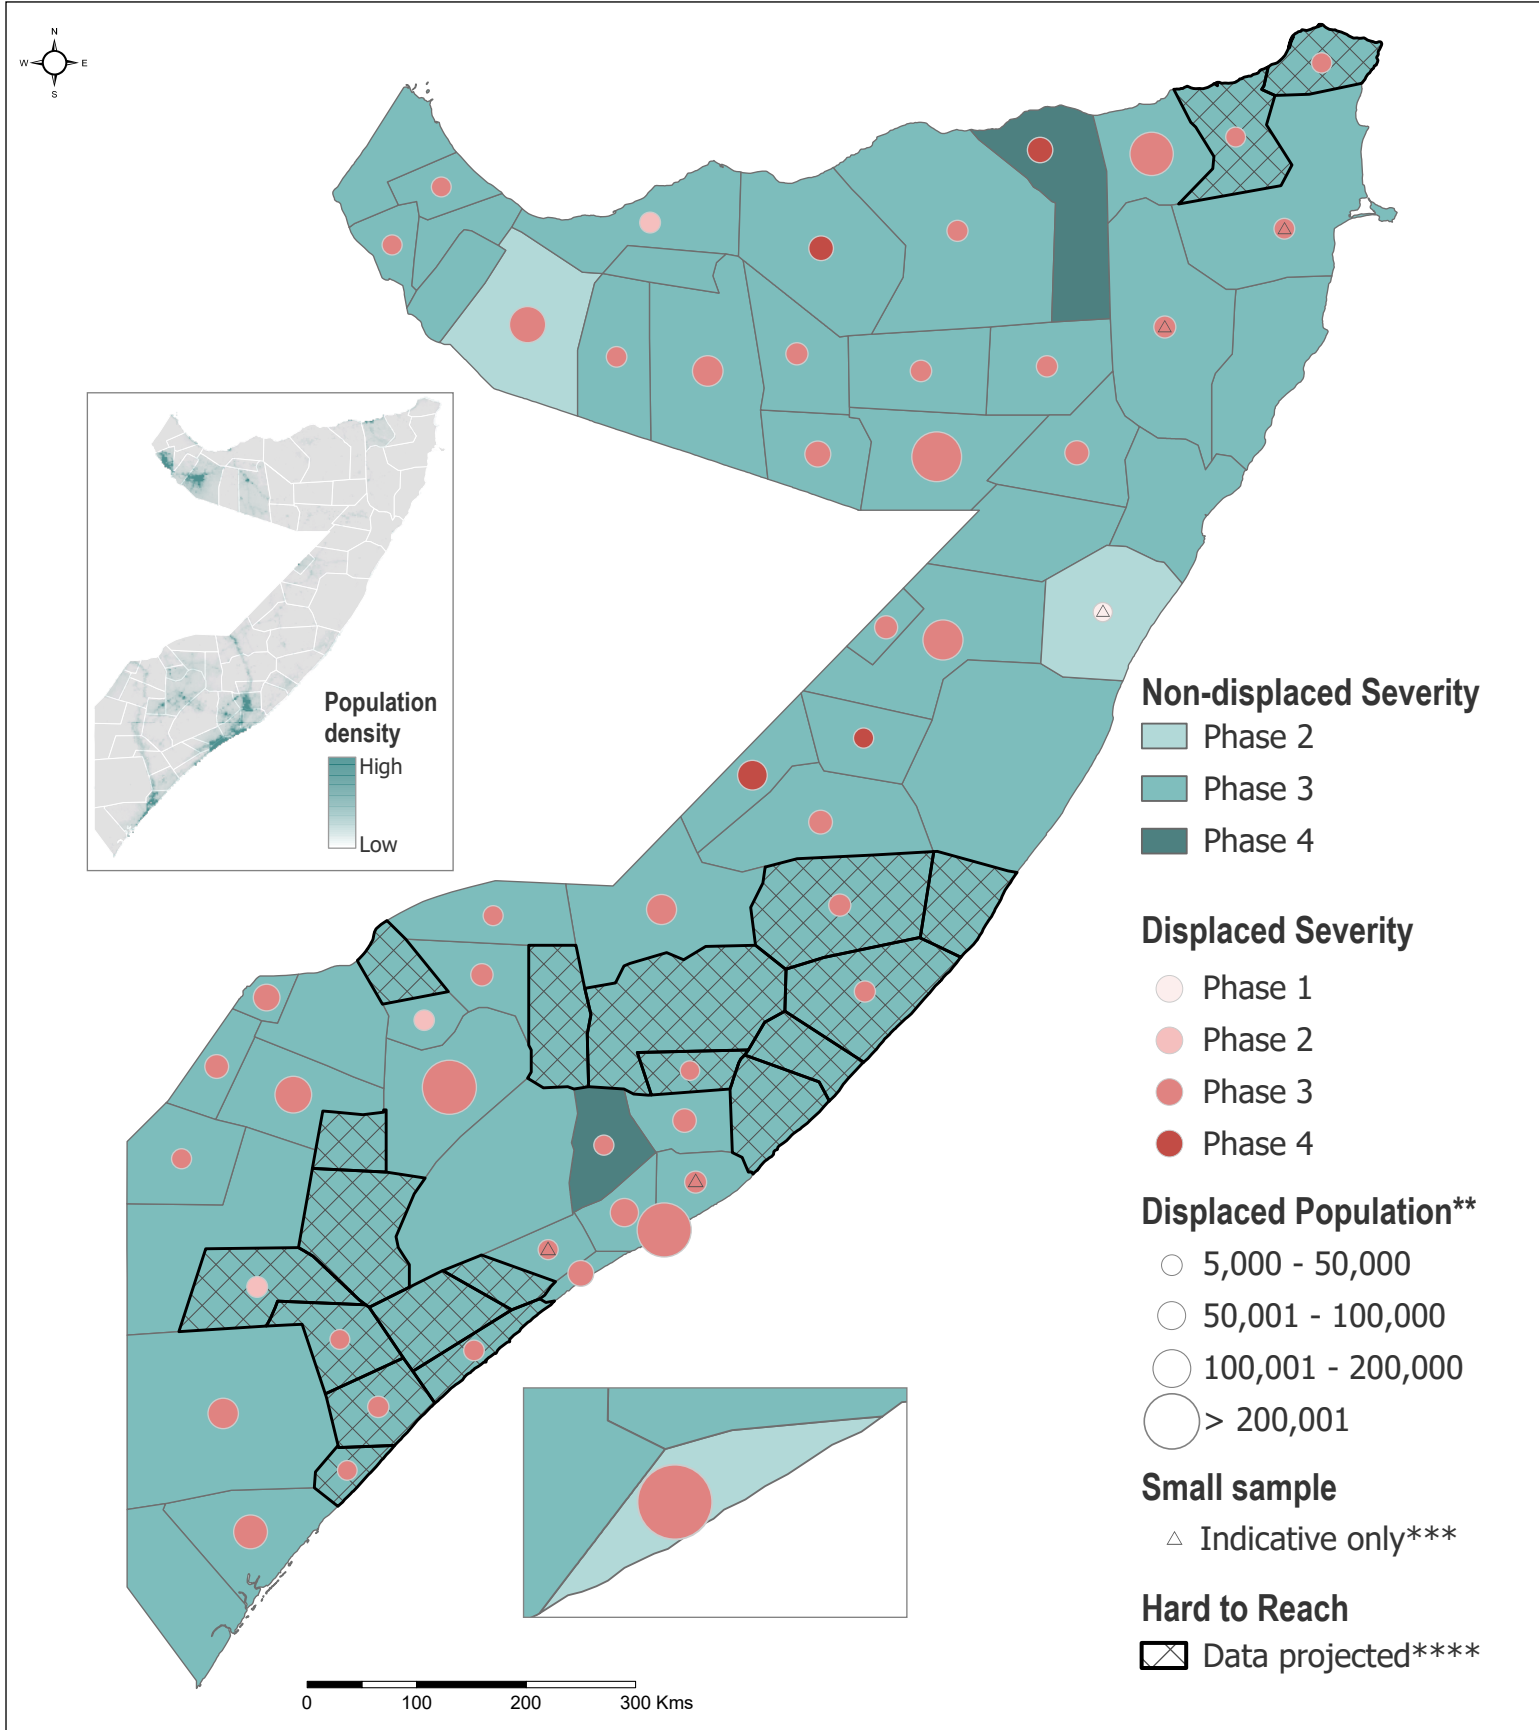 N
W E
S
Population
density
High
Low
Non-displaced Severity
Phase 2
Phase 3
Phase 4
Displaced Severity
Phase 1
Phase 2
Phase 3
Phase 4
Displaced Population**
5,000 - 50,000
50,001 - 100,000
100,001 - 200,000
> 200,001
Small sample
Indicative only***
Hard to Reach
Data projected****
0 100 200 300 Kms